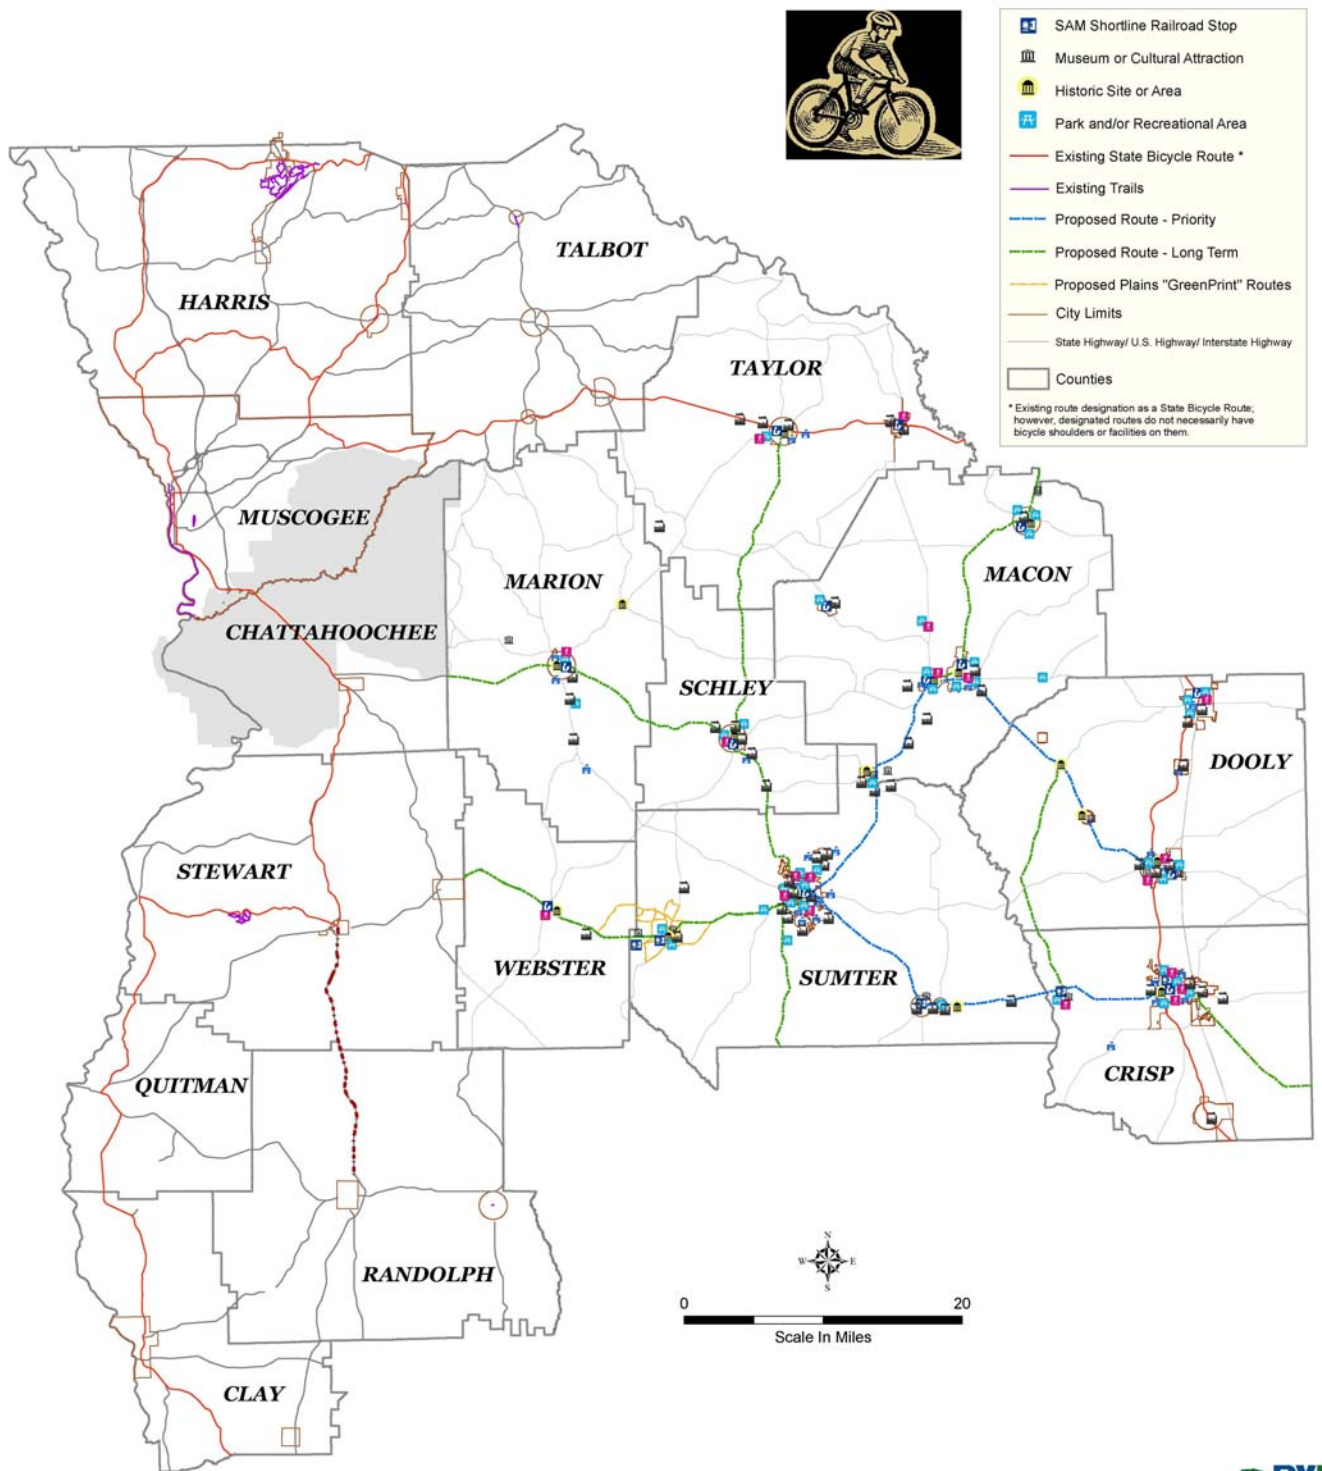 SAM Shortline Railroad Stop
Museum or Cultural Attraction
Historic Site or Area
Park and/or Recreational Area
Existing State Bicycle Route *
Existing Trails
Proposed Route - Priority
Proposed Route - Long Term
Proposed Plains "GreenPrint" Routes
City Limits
State Highway/ U.S. Highway/ Interstate Highway
Counties
* Existing route designation as a State Bicycle Route;
however, designated routes do not necessarily have
bicycle shoulders or facilities on them.
TALBOT
HARRIS
TAYLOR
MUSCOGEE
MARION
MACON
CHATTAHOOCHEE
SCHLEY
DOOLY
STEWART
WEBSTER
SUMTER
CRISP
QUITMAN
RANDOLPH
CLAY
N
W E
S
0 20
Scale In Miles